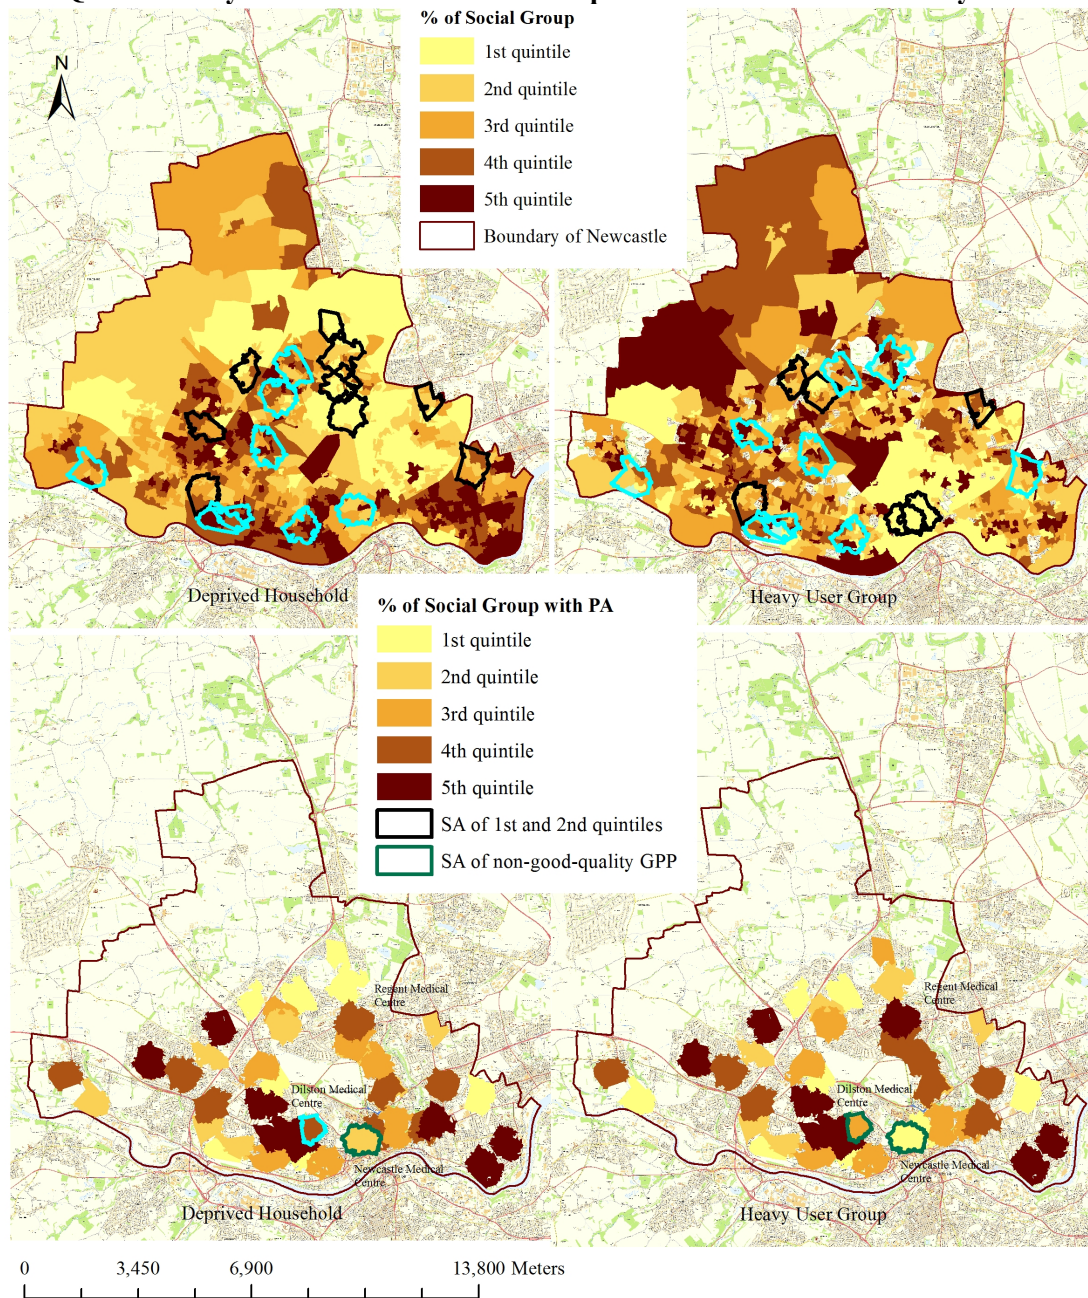 % of Social Group
1st quintile
2nd quintile
3rd quintile
4th quintile
5th quintile
Boundary of Newcastle
N
Deprived Household
Heavy User Group
% of Social Group with PA
1st quintile
2nd quintile
3rd quintile
4th quintile
5th quintile
SA of 1st and 2nd quintiles
SA of non-good-quality GPP
Regent Medical
Centre
Dilston Medical
Centre
Newcastle Medical
Centre
Deprived Household
Regent Medical
Centre
Dilston Medical
Centre
Newcastle Medical
Centre
Heavy User Group
0 3,450 6,900 13,800 Meters